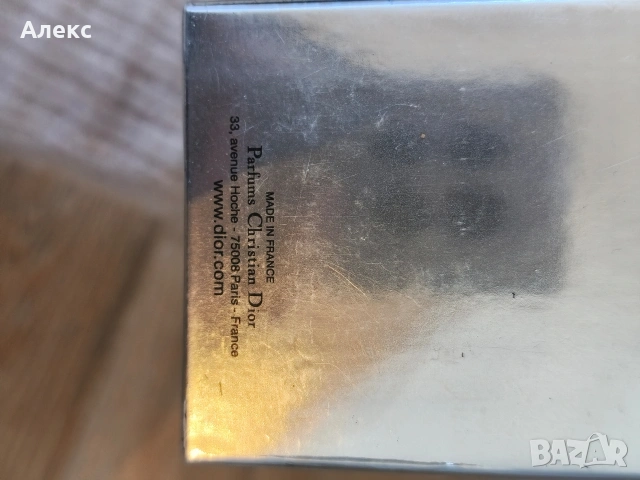 Алекс
MADE IN FRANCE
Parfums Christian Dior
33, avenue Hoche - 75008 Paris - France
www.dior.com
BAZAR